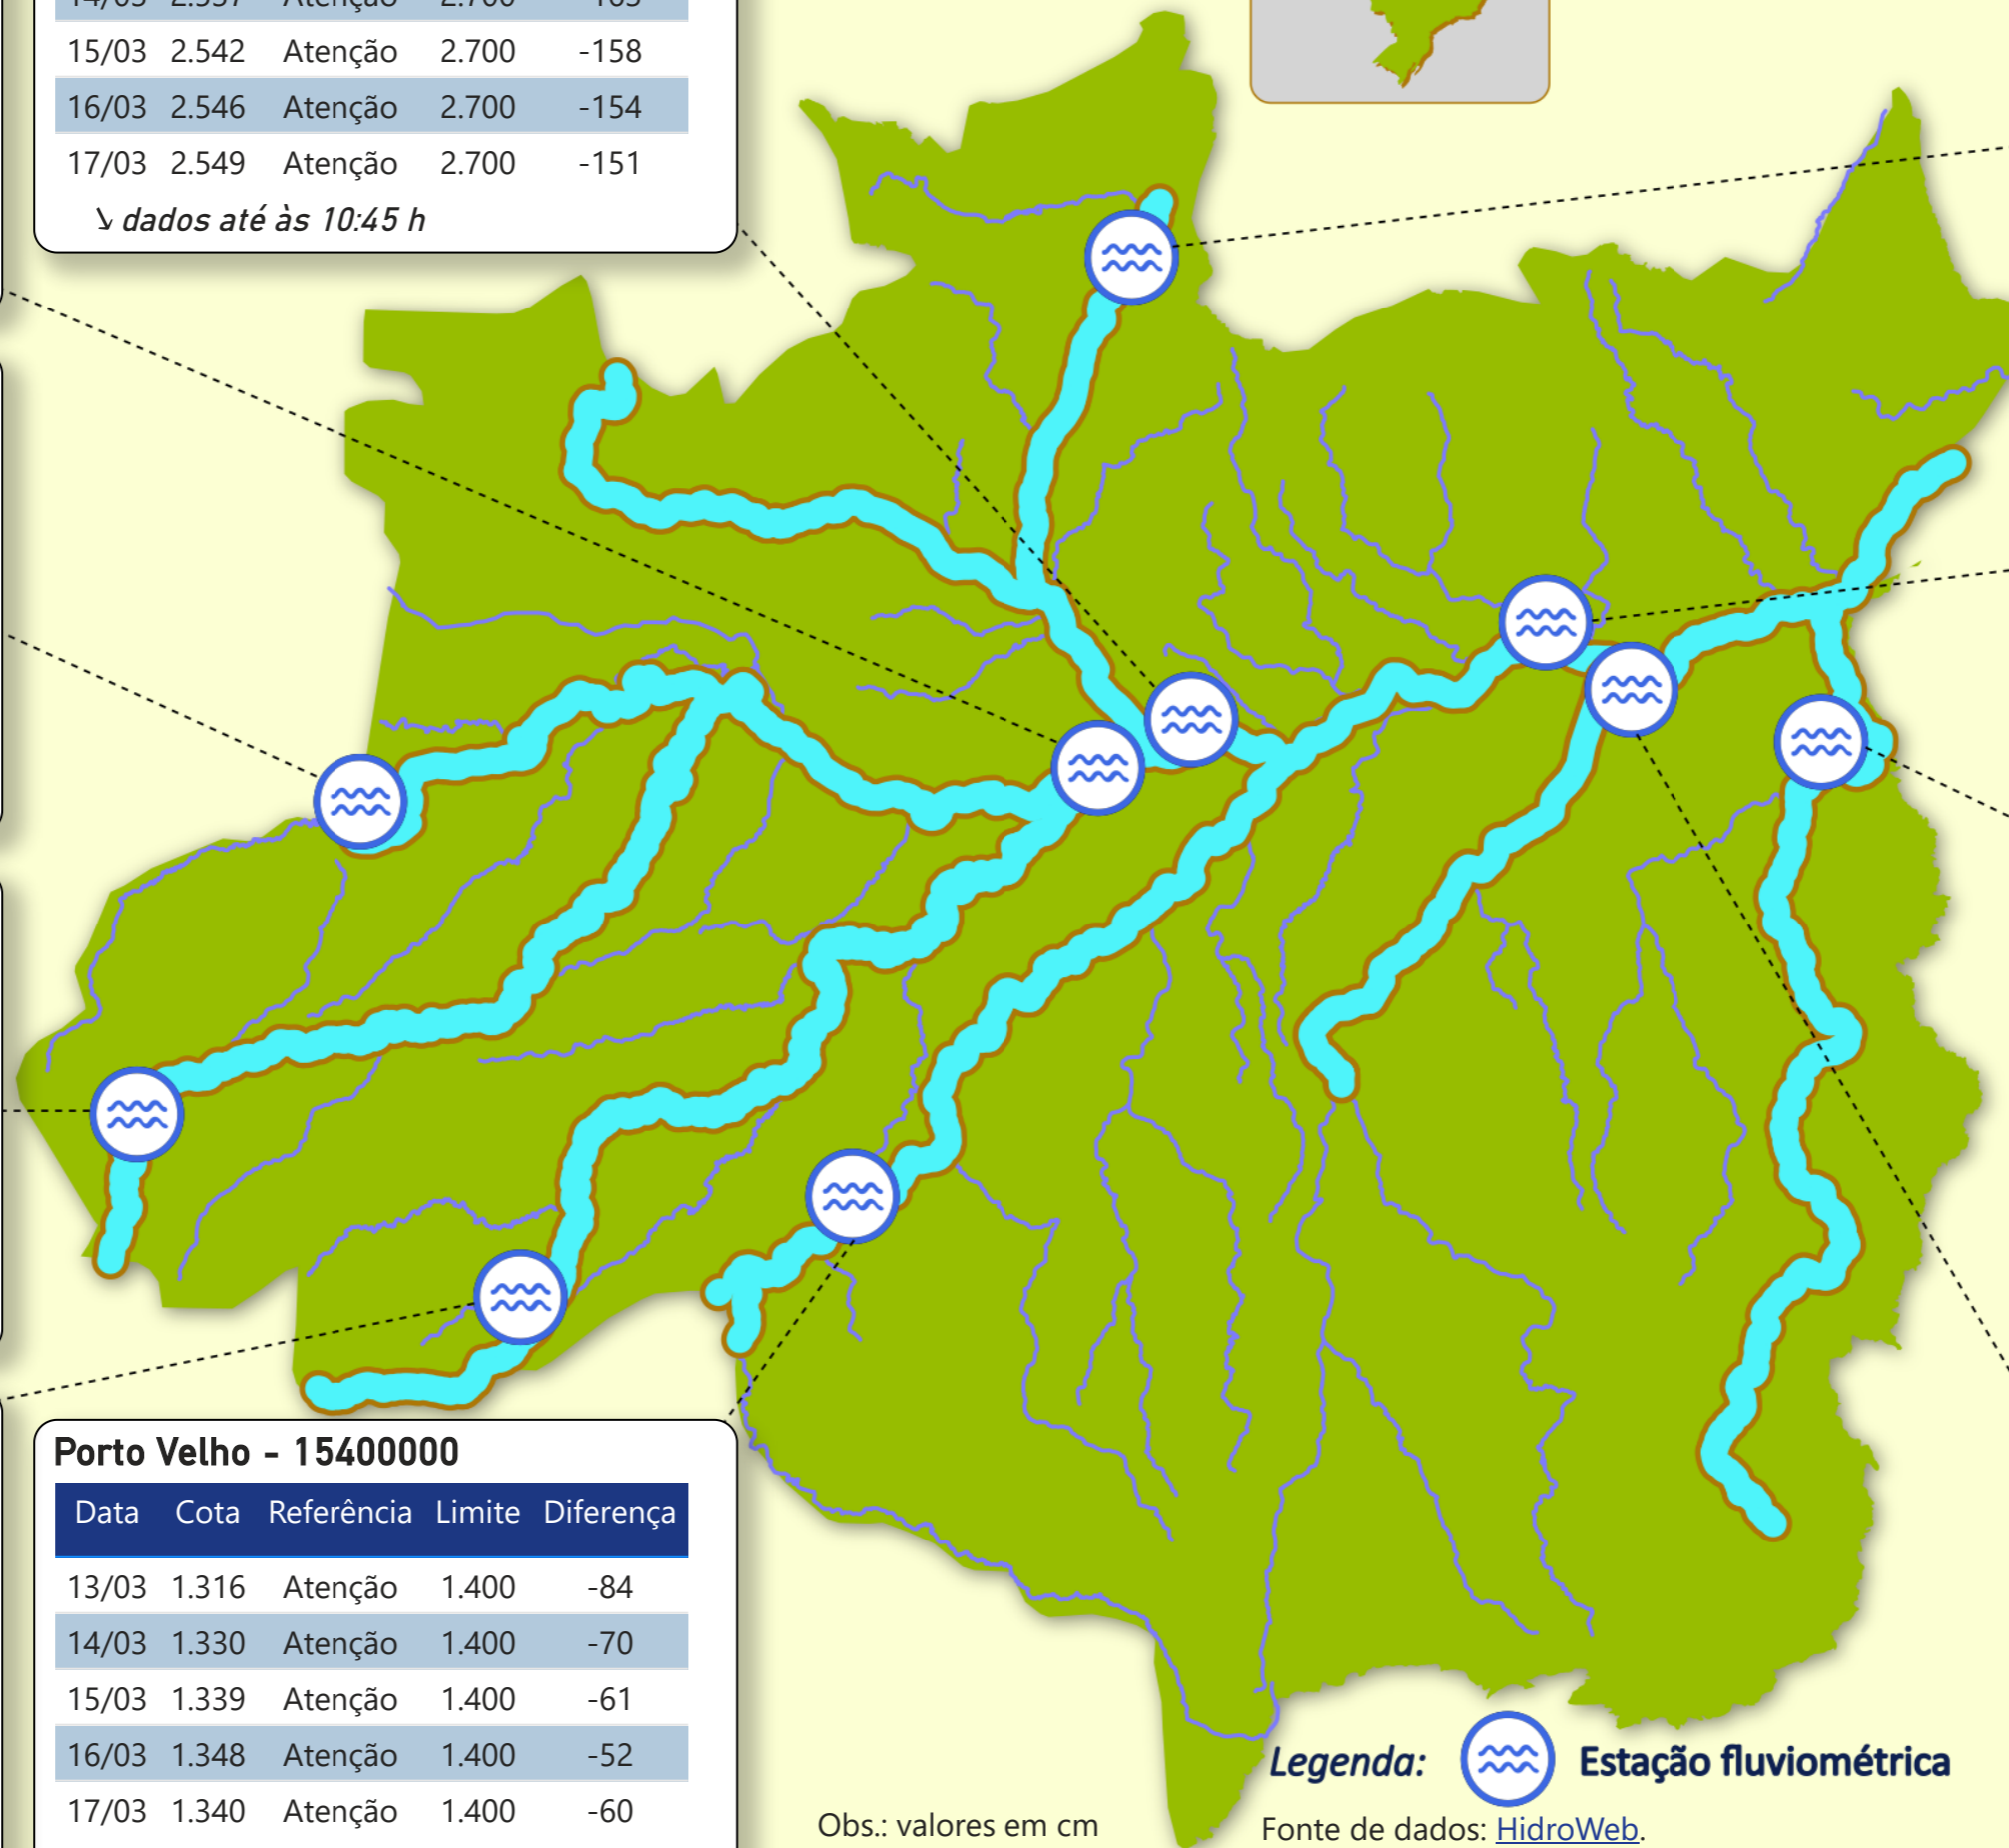 15/03 2.542 Atenção 2.700 -158
16/03 2.546 Atenção 2.700 -154
17/03 2.549 Atenção 2.700 -151
↘ dados até às 10:45 h
Porto Velho - 15400000
Data Cota Referência Limite Diferença
13/03 1.316 Atenção 1.400 -84
14/03 1.330 Atenção 1.400 -70
15/03 1.339 Atenção 1.400 -61
16/03 1.348 Atenção 1.400 -52
17/03 1.340 Atenção 1.400 -60
Legenda: Estação fluviométrica
Obs.: valores em cm
Fonte de dados: HidroWeb.